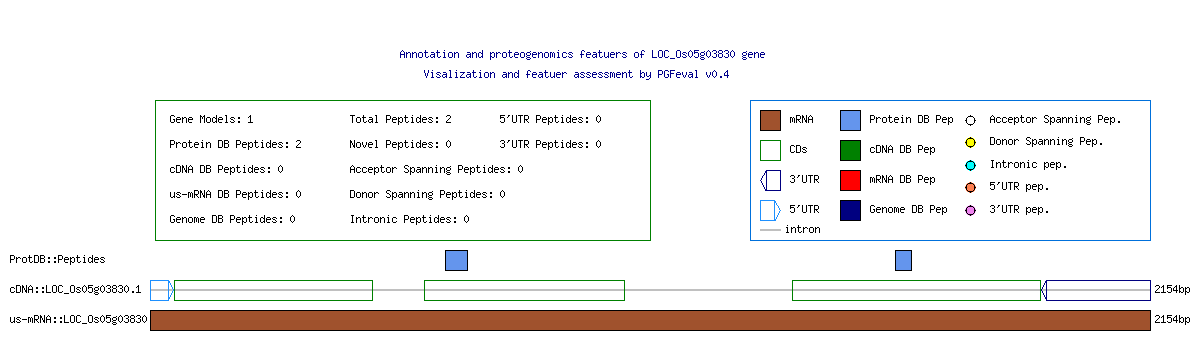 Annotation and proteogenomics featuers of LOC_Os05g03830 gene
Visalization and featuer assessment by PGFeval v0.4
Gene Models: 1 Total Peptides: 2 5'UTR Peptides: 0
Protein DB Peptides: 2 Novel Peptides: 0 3'UTR Peptides: 0
cDNA DB Peptides: 0 Acceptor Spanning Peptides: 0
us-mRNA DB Peptides: 0 Donor Spanning Peptides: 0
Genome DB Peptides: 0 Intronic Peptides: 0
mRNA Protein DB Pep Acceptor Spanning Pep.
CDs cDNA DB Pep Donor Spanning Pep.
3'UTR mRNA DB Pep Intronic pep.
5'UTR Genome DB Pep 5'UTR pep.
intron 3'UTR pep.
ProtDB::Peptides
cDNA::LOC_Os05g03830.1 2154bp
us-mRNA::LOC_Os05g03830 2154bp